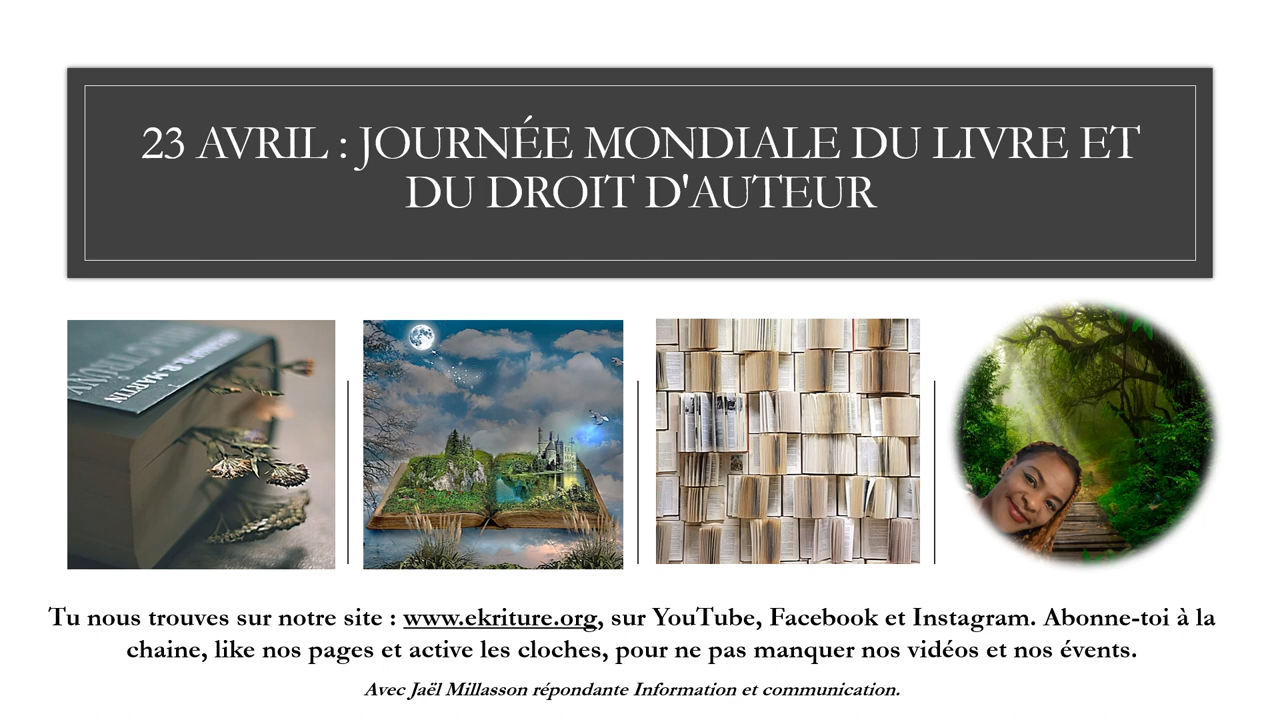 23 AVRIL : JOURNÉE MONDIALE DU LIVRE ET
DU DROIT D'AUTEUR
R. MARTIN
Tu nous trouves sur notre site : www.ekriture.org, sur YouTube, Facebook et Instagram. Abonne-toi à la
chaine, like nos pages et active les cloches, pour ne pas manquer nos vidéos et nos évents.
Avec Jaël Millasson répondante Information et communication.